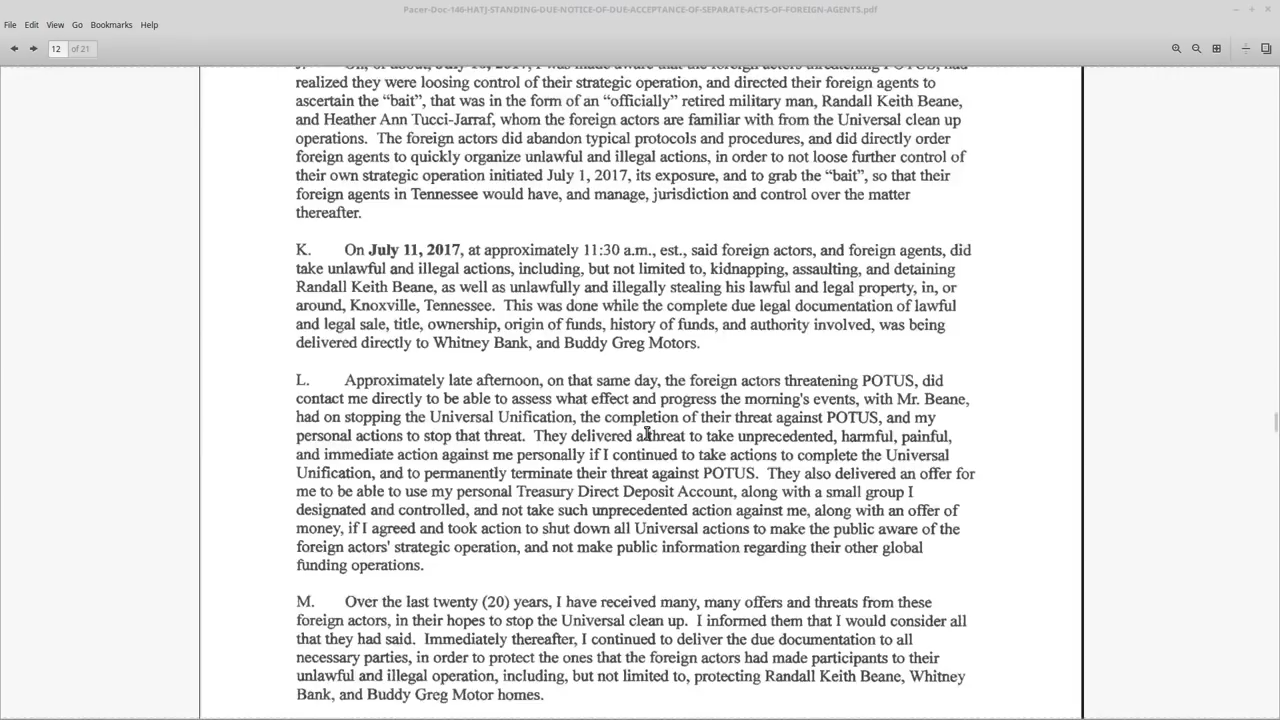 Pacer-Doc-146-HATJ-STANDING-DUE-NOTICE-OF-DUE-ACCEPTANCE-OF-SEPARATE-ACTS-OF-FOREIGN-AGENTS.pdf
File Edit View Go Bookmarks Help
12 of 21
J. On, or about, July 10, 2017, I was made aware that the foreign actors threatening POTUS, had
realized they were loosing control of their strategic operation, and directed their foreign agents to
ascertain the “bait”, that was in the form of an “officially” retired military man, Randall Keith Beane,
and Heather Ann Tucci-Jarraf, whom the foreign actors are familiar with from the Universal clean up
operations. The foreign actors did abandon typical protocols and procedures, and did directly order
foreign agents to quickly organize unlawful and illegal actions, in order to not loose further control of
their own strategic operation initiated July 1, 2017, its exposure, and to grab the “bait”, so that their
foreign agents in Tennessee would have, and manage, jurisdiction and control over the matter
thereafter.
K. On July 11, 2017, at approximately 11:30 a.m., est., said foreign actors, and foreign agents, did
take unlawful and illegal actions, including, but not limited to, kidnapping, assaulting, and detaining
Randall Keith Beane, as well as unlawfully and illegally stealing his lawful and legal property, in, or
around, Knoxville, Tennessee. This was done while the complete due legal documentation of lawful
and legal sale, title, ownership, origin of funds, history of funds, and authority involved, was being
delivered directly to Whitney Bank, and Buddy Greg Motors.
L. Approximately late afternoon, on that same day, the foreign actors threatening POTUS, did
contact me directly to be able to assess what effect and progress the morning's events, with Mr. Beane,
had on stopping the Universal Unification, the completion of their threat against POTUS, and my
personal actions to stop that threat. They delivered a threat to take unprecedented, harmful, painful,
and immediate action against me personally if I continued to take actions to complete the Universal
Unification, and to permanently terminate their threat against POTUS. They also delivered an offer for
me to be able to use my personal Treasury Direct Deposit Account, along with a small group I
designated and controlled, and not take such unprecedented action against me, along with an offer of
money, if I agreed and took action to shut down all Universal actions to make the public aware of the
foreign actors' strategic operation, and not make public information regarding their other global
funding operations.
M. Over the last twenty (20) years, I have received many, many offers and threats from these
foreign actors, in their hopes to stop the Universal clean up. I informed them that I would consider all
that they had said. Immediately thereafter, I continued to deliver the due documentation to all
necessary parties, in order to protect the ones that the foreign actors had made participants to their
unlawful and illegal operation, including, but not limited to, protecting Randall Keith Beane, Whitney
Bank, and Buddy Greg Motor homes.